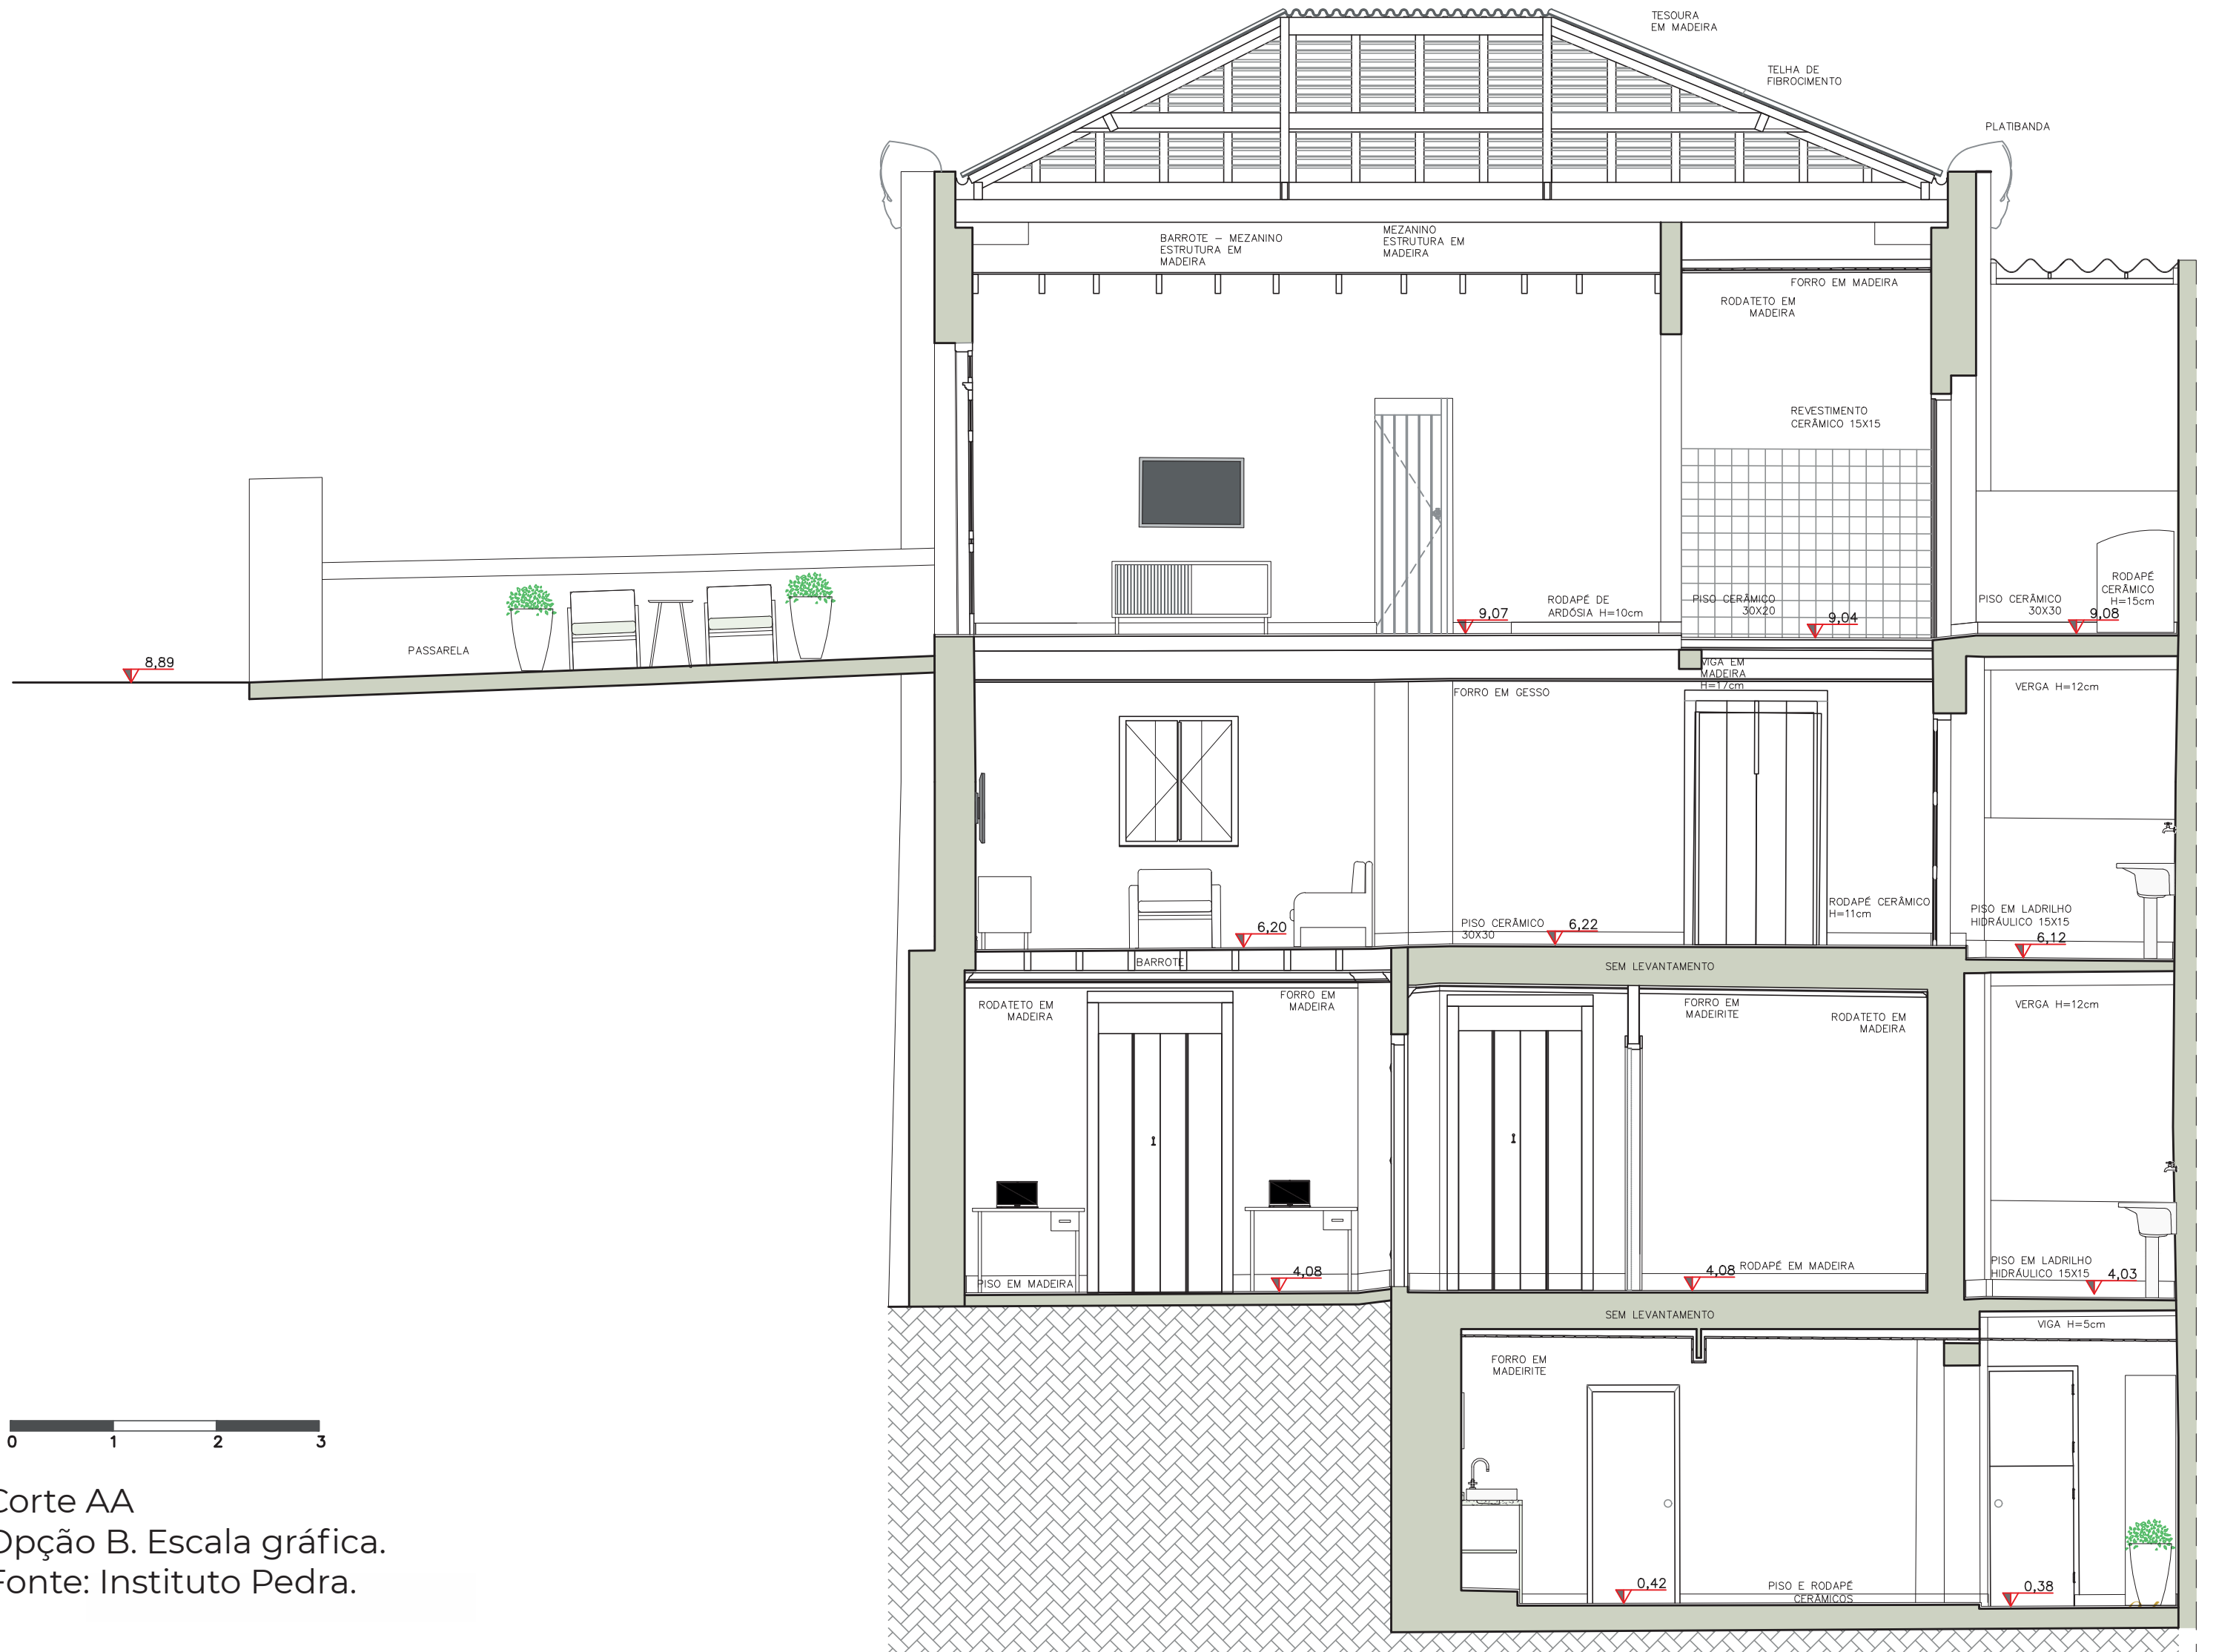 TESOURA
EM MADEIRA
TELHA DE
FIBROCIMENTO
PLATIBANDA
BARROTE – MEZANINO
ESTRUTURA EM
MADEIRA
MEZANINO
ESTRUTURA EM
MADEIRA
FORRO EM MADEIRA
RODATETO EM
MADEIRA
REVESTIMENTO
CERÂMICO 15X15
RODAPÉ DE
ARDÓSIA H=10cm
9,07
PISO CERÂMICO
30X20
9,04
PISO CERÂMICO
30X30
RODAPÉ
CERÂMICO
H=15cm
9,08
PASSARELA
8,89
VIGA EM
MADEIRA
H=17cm
FORRO EM GESSO
VERGA H=12cm
RODAPÉ CERÂMICO
H=11cm
PISO CERÂMICO
30X30
6,20
6,22
PISO EM LADRILHO
HIDRÁULICO 15X15
6,12
BARROTE
SEM LEVANTAMENTO
RODATETO EM
MADEIRA
FORRO EM
MADEIRA
FORRO EM
MADEIRITE
RODATETO EM
MADEIRA
VERGA H=12cm
PISO EM MADEIRA
4,08
4,08
RODAPÉ EM MADEIRA
PISO EM LADRILHO
HIDRÁULICO 15X15
4,03
SEM LEVANTAMENTO
VIGA H=5cm
FORRO EM
MADEIRITE
0,42
PISO E RODAPÉ
CERÂMICOS
0,38
0 1 2 3
Corte AA
Opção B. Escala gráfica.
Fonte: Instituto Pedra.